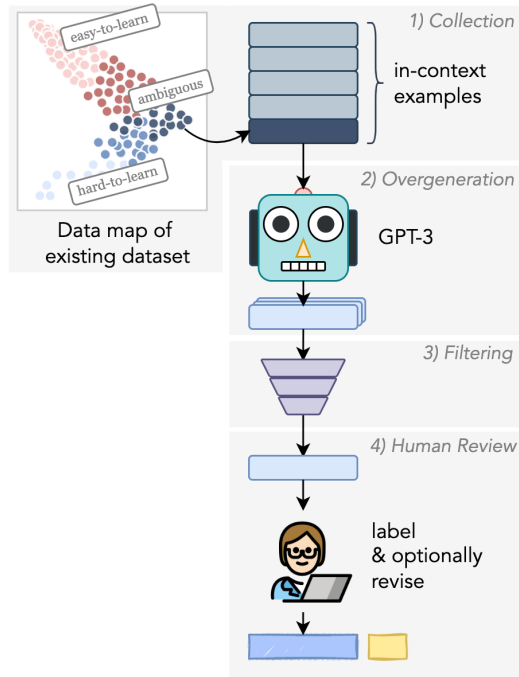 easy-to-learn
ambiguous
hard-to-learn
Data map of
existing dataset
1) Collection
in-context
examples
2) Overgeneration
GPT-3
3) Filtering
4) Human Review
label
& optionally
revise